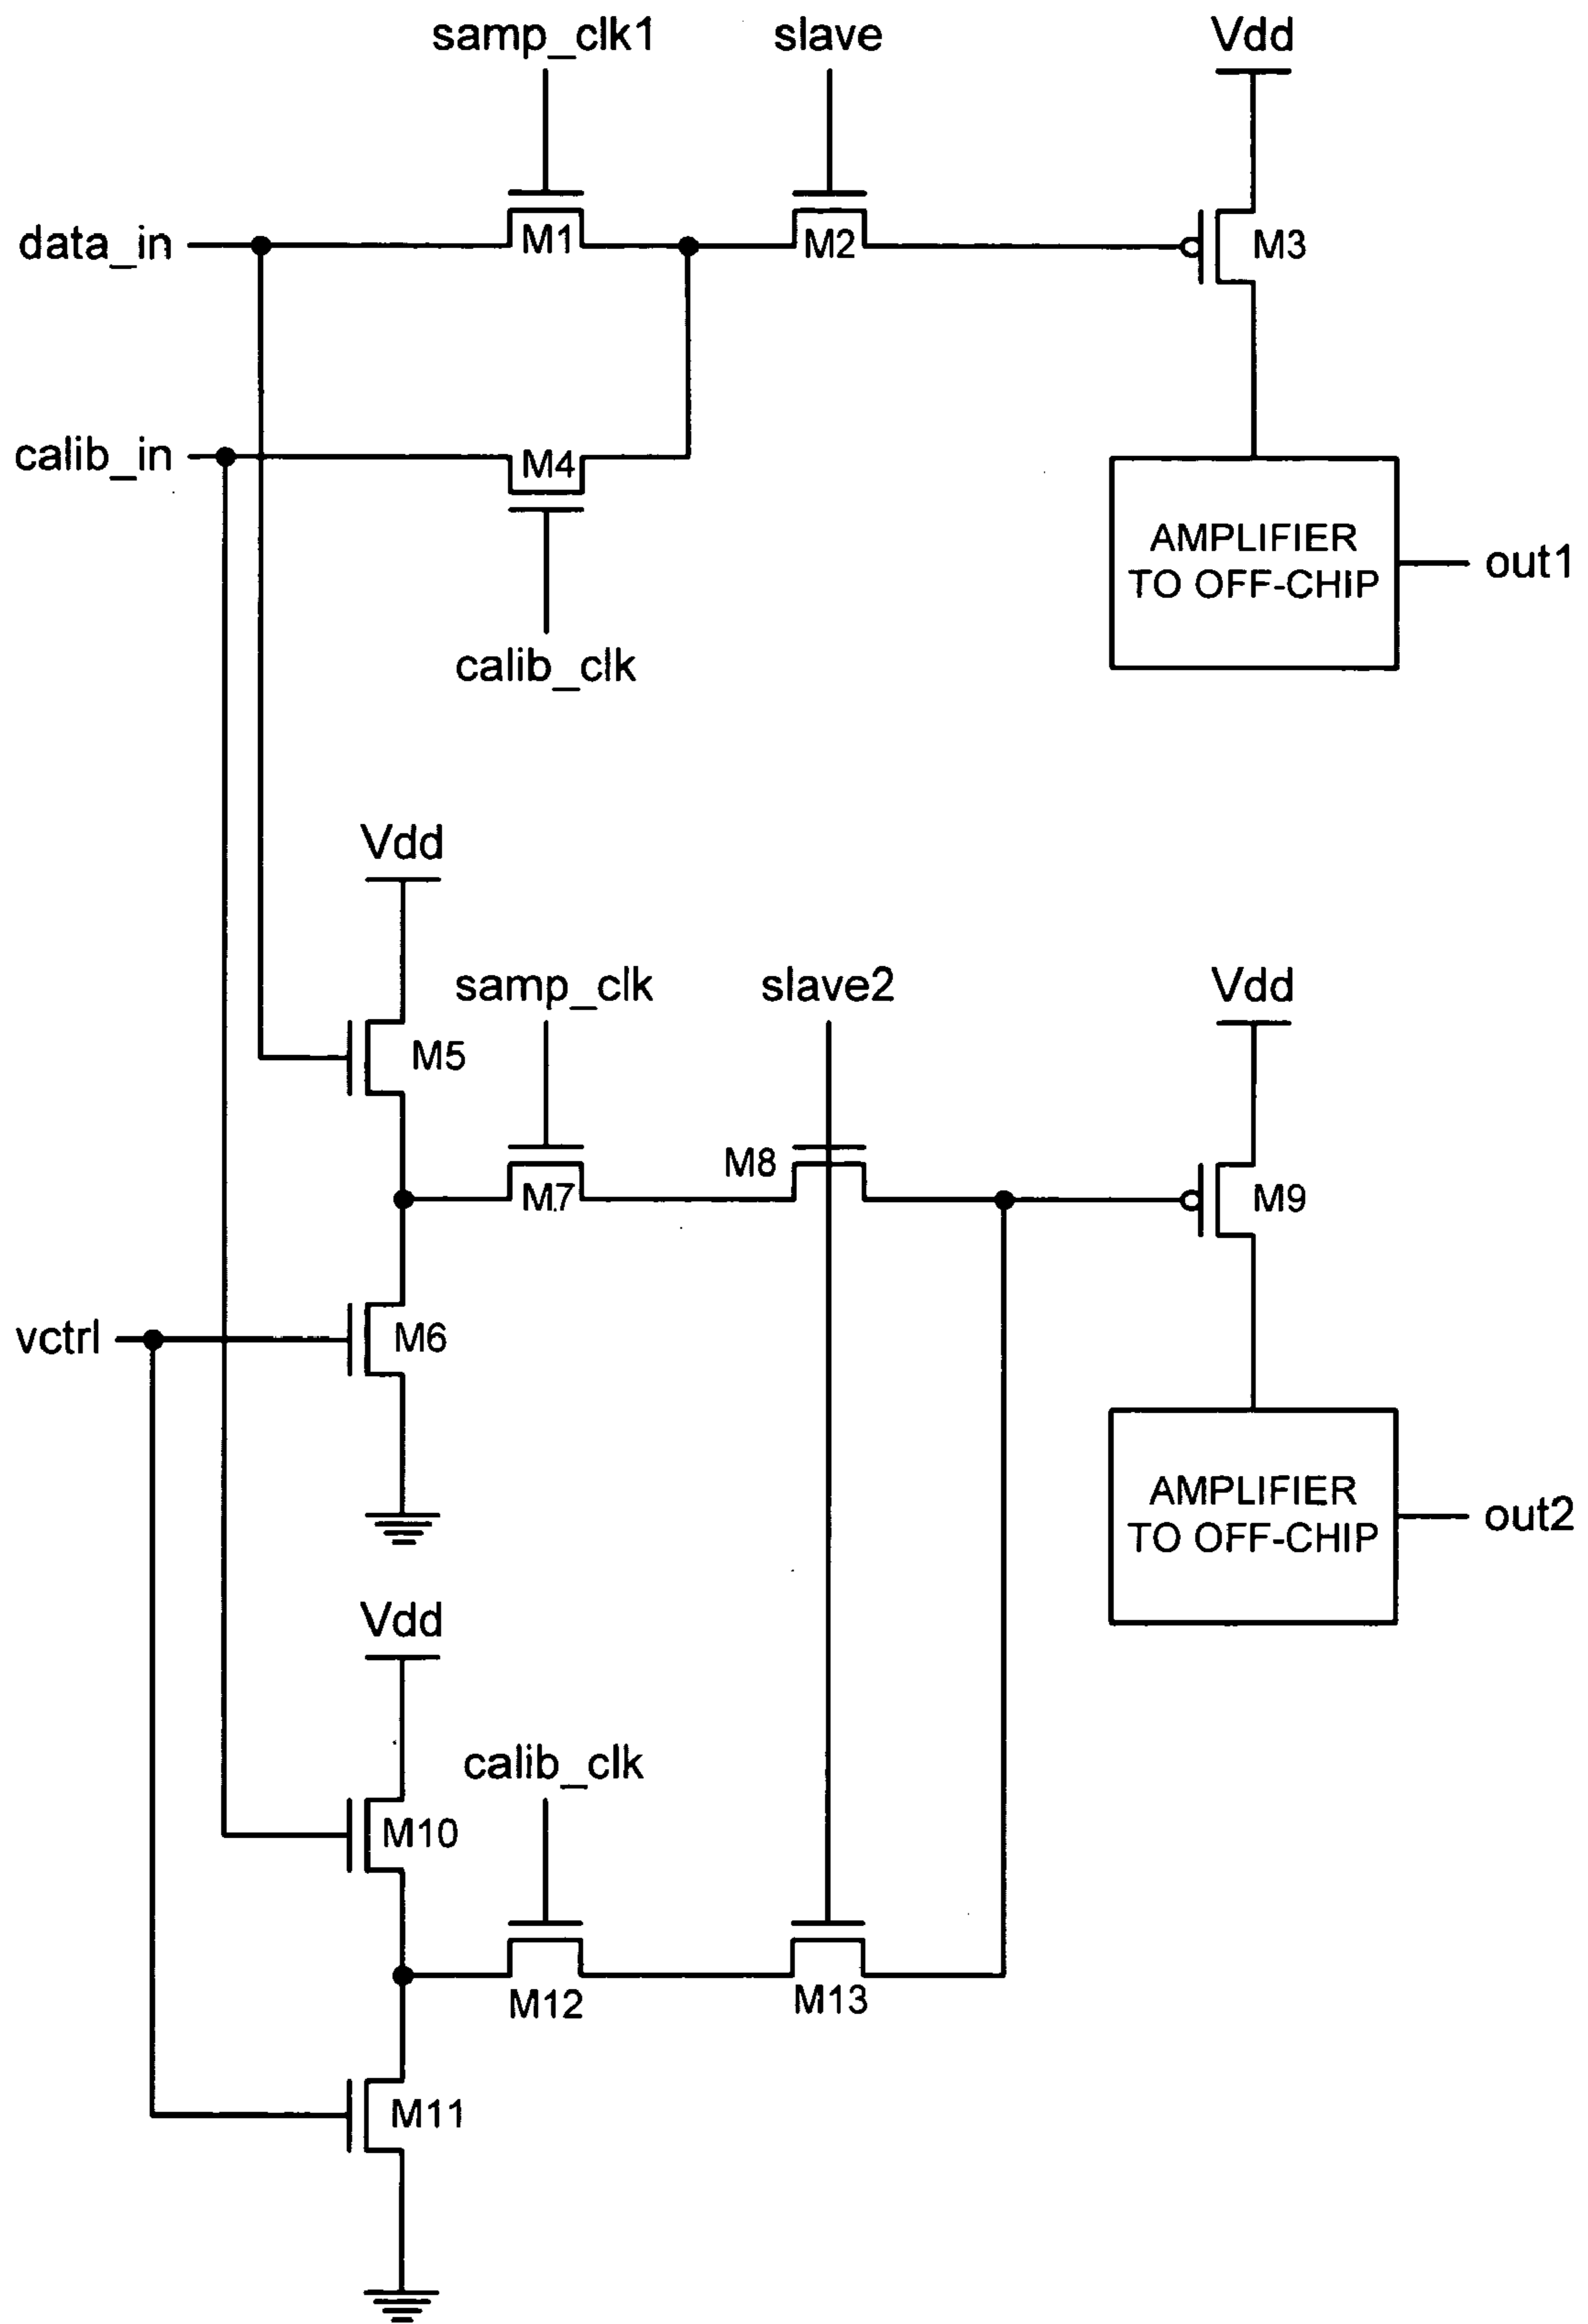 samp_clk1
slave
Vdd
data_in
M1
M2
M3
calib_in
M4
AMPLIFIER
TO OFF-CHIP
out1
calib_clk
Vdd
samp_clk
slave2
Vdd
M5
M8
M7
M9
vctrl
M6
AMPLIFIER
TO OFF-CHIP
out2
Vdd
calib_clk
M10
M12
M13
M11